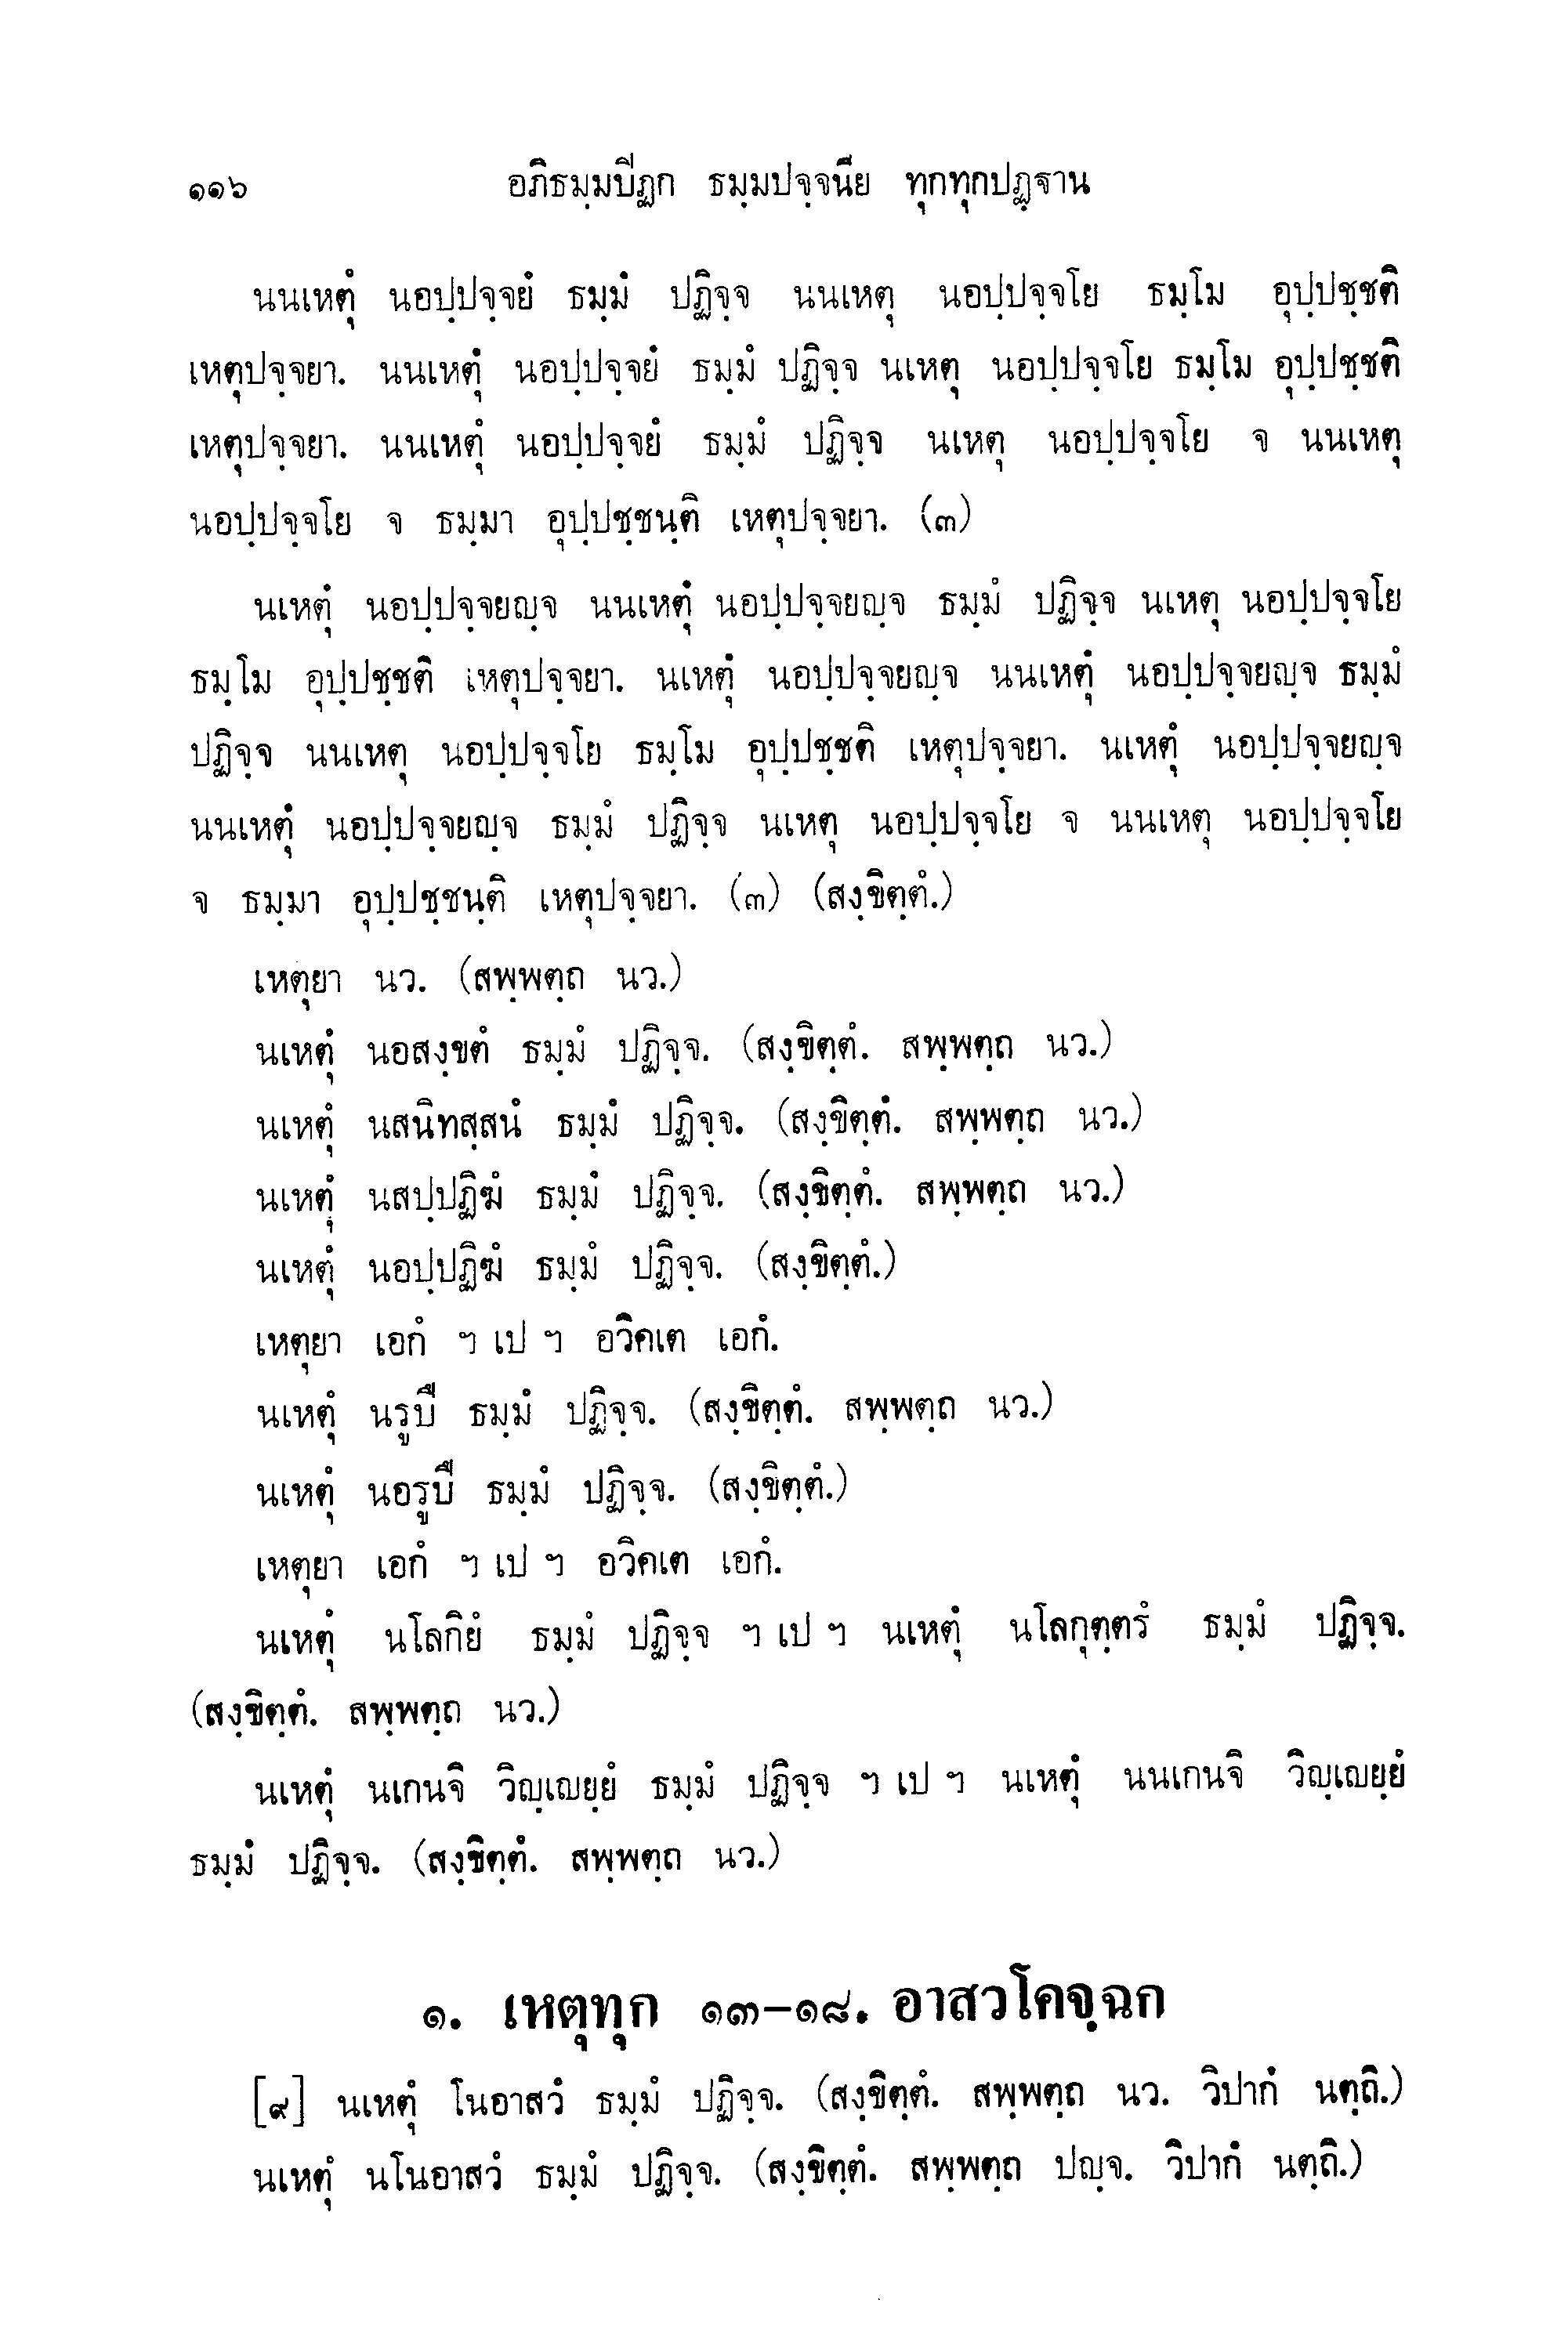 ๑๑๖ อภิธมฺมปิฏก ธมฺมปจฺจนีย ทุกทุกปฏฺฐาน
นนเหตุํ นอปฺปจฺจยํ ธมฺมํ ปฏิจฺจ นนเหตุ นอปฺปจฺจโย ธมฺโม อุปฺปชฺชติ
เหตุปจฺจยา. นนเหตุํ นอปฺปจฺจยํ ธมฺมํ ปฏิจฺจ นเหตุ นอปฺปจฺจโย ธมฺโม อุปฺปชฺชติ
เหตุปจฺจยา. นนเหตุํ นอปฺปจฺจยํ ธมฺมํ ปฏิจฺจ นเหตุ นอปฺปจฺจโย จ นนเหตุ
นอปฺปจฺจโย จ ธมฺมา อุปฺปชฺชนฺติ เหตุปจฺจยา. (๓)
นเหตุํ นอปฺปจฺจยญฺจ นนเหตุํ นอปฺปจฺจยญฺจ ธมฺมํ ปฏิจฺจ นเหตุ นอปฺปจฺจโย
ธมฺโม อุปฺปชฺชติ เหตุปจฺจยา. นเหตุํ นอปฺปจฺจยญฺจ นนเหตุํ นอปฺปจฺจยญฺจ ธมฺมํ
ปฏิจฺจ นนเหตุ นอปฺปจฺจโย ธมฺโม อุปฺปชฺชติ เหตุปจฺจยา. นเหตุํ นอปฺปจฺจยญฺจ
นนเหตุํ นอปฺปจฺจยญฺจ ธมฺมํ ปฏิจฺจ นเหตุ นอปฺปจฺจโย จ นนเหตุ นอปฺปจฺจโย
จ ธมฺมา อุปฺปชฺชนฺติ เหตุปจฺจยา. (๓) (สงฺขิตฺตํ.)
เหตุยา นว. (สพฺพตฺถ นว.)
นเหตุํ นอสงฺขตํ ธมฺมํ ปฏิจฺจ. (สงฺขิตฺตํ. สพฺพตฺถ นว.)
นเหตุํ นสนิทสฺสนํ ธมฺมํ ปฏิจฺจ. (สงฺขิตฺตํ. สพฺพตฺถ นว.)
นเหตุํ นสปฺปฏิฆํ ธมฺมํ ปฏิจฺจ. (สงฺขิตฺตํ. สพฺพตฺถ นว.)
นเหตุํ นอปฺปฏิฆํ ธมฺมํ ปฏิจฺจ. (สงฺขิตฺตํ.)
เหตุยา เอกํ ฯ เป ฯ อวิคเต เอกํ.
นเหตุํ นรูปึ ธมฺมํ ปฏิจฺจ. (สงฺขิตฺตํ. สพฺพตฺถ นว.)
นเหตุํ นอรูปึ ธมฺมํ ปฏิจฺจ. (สงฺขิตฺตํ.)
เหตุยา เอกํ ฯ เป ฯ อวิคเต เอกํ.
นเหตุํ นโลกิยํ ธมฺมํ ปฏิจฺจ ฯ เป ฯ นเหตุํ นโลกุตฺตรํ ธมฺมํ ปฏิจฺจ.
(สงฺขิตฺตํ. สพฺพตฺถ นว.)
นเหตุํ นเกนจิ วิญฺเญยฺยํ ธมฺมํ ปฏิจฺจ ฯ เป ฯ นเหตุํ นนเกนจิ วิญฺเญยฺยํ
ธมฺมํ ปฏิจฺจ. (สงฺขิตฺตํ. สพฺพตฺถ นว.)
๑. เหตุทุก ๑๓-๑๘. อาสวโคจฺฉก
[๙] นเหตุํ โนอาสวํ ธมฺมํ ปฏิจฺจ. (สงฺขิตฺตํ. สพฺพตฺถ นว. วิปากํ นตฺถิ.)
นเหตุํ นโนอาสวํ ธมฺมํ ปฏิจฺจ. (สงฺขิตฺตํ. สพฺพตฺถ ปญฺจ. วิปากํ นตฺถิ.)